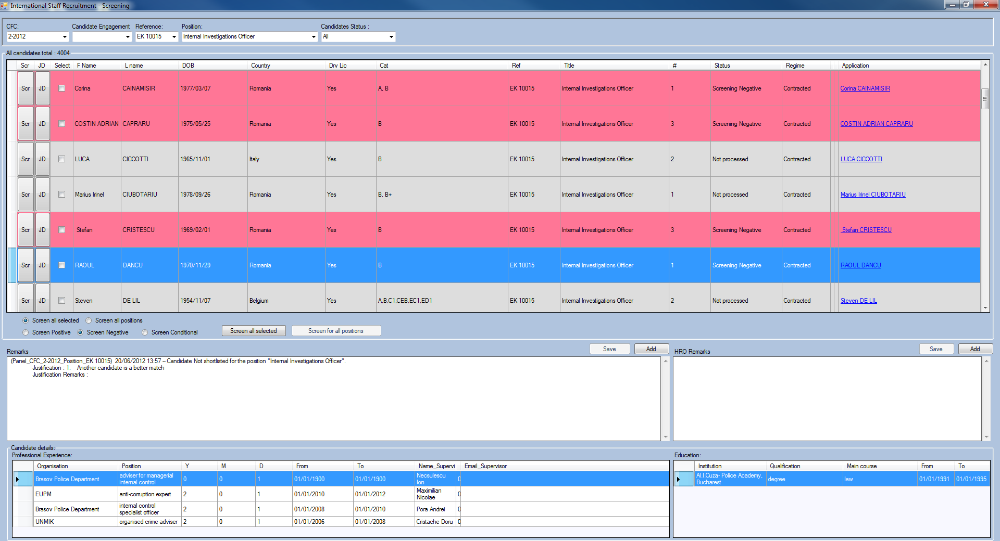 International Staff Recruitment - Screening
CFC: Candidate Engagement Reference: Position: Candidates Status :
2-2012 EK 10015 Internal Investigations Officer All
All candidates total : 4004
Scr JD Select F Name L name DOB Country Drv Lic Cat Ref Title # Status Regime Application
Scr JD Corina CAINAMISIR 1977/03/07 Romania Yes A, B EK 10015 Internal Investigations Officer 1 Screening Negative Contracted Corina CAINAMISIR
Scr JD COSTIN ADRIAN CAPRARU 1975/05/25 Romania Yes B EK 10015 Internal Investigations Officer 3 Screening Negative Contracted COSTIN ADRIAN CAPRARU
Scr JD LUCA CICCOTTI 1965/11/01 Italy Yes B EK 10015 Internal Investigations Officer 2 Not processed Contracted LUCA CICCOTTI
Scr JD Marius Irinel CIUBOTARIU 1978/09/26 Romania Yes B, B+ EK 10015 Internal Investigations Officer 1 Not processed Contracted Marius Irinel CIUBOTARIU
Scr JD Stefan CRISTESCU 1969/02/01 Romania Yes B EK 10015 Internal Investigations Officer 3 Screening Negative Contracted Stefan CRISTESCU
Scr JD RAOUL DANCU 1970/11/29 Romania Yes B EK 10015 Internal Investigations Officer 1 Screening Negative Contracted RAOUL DANCU
Scr JD Steven DE LIL 1954/11/07 Belgium Yes A,B,C1,CEB,EC1,ED1 EK 10015 Internal Investigations Officer 2 Not processed Contracted Steven DE LIL
Screen all selected Screen all positions
Screen Positive Screen Negative Screen Conditional Screen all selected Screen for all positions
Remarks Save Add HRO Remarks Save Add
(Panel_CFC_2-2012_Position_EK 10015) 20/06/2012 13:57 -- Candidate Not shortlisted for the position "Internal Investigations Officer".
Justification : 1. Another candidate is a better match
Justification Remarks :
Candidate details:
Professional Experience: Education:
Organisation Position Y M D From To Name_Supervi Email_Supervisor Institution Qualification Main course From To
Brasov Police Department adviser for managerial internal control 0 0 1 01/01/1900 01/01/1900 Necsulescu Ion 0 Al.I.Cuza- Police Academy, Bucharest degree law 01/01/1991 01/01/1995
EUPM anti-corruption expert 2 0 1 01/01/2010 01/01/2012 Maximilian Nicolae 0
Brasov Police Department internal control specialist officer 2 0 1 01/01/2008 01/01/2010 Pora Andrei 0
UNMIK organised crime adviser 2 0 1 01/01/2006 01/01/2008 Cristache Doru 0